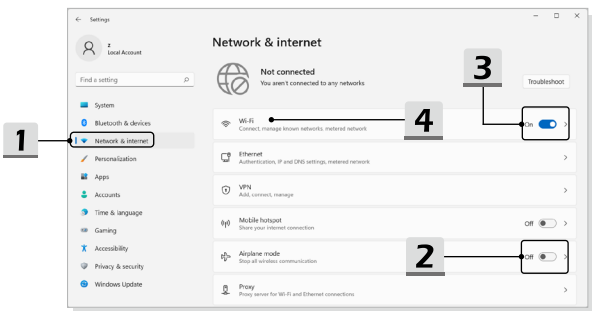 Settings
z
Local Account
Find a setting
System
Bluetooth & devices
Network & internet
Personalization
Apps
Accounts
Time & language
Gaming
Accessibility
Privacy & security
Windows Update
Network & internet
Not connected
You aren't connected to any networks
Troubleshoot
Wi-Fi
Connect, manage known networks, metered network
On
Ethernet
Authentication, IP and DNS settings, metered network
VPN
Add, connect, manage
Mobile hotspot
Share your internet connection
Off
Airplane mode
Stop all wireless communication
Off
Proxy
Proxy server for Wi-Fi and Ethernet connections
1
2
3
4